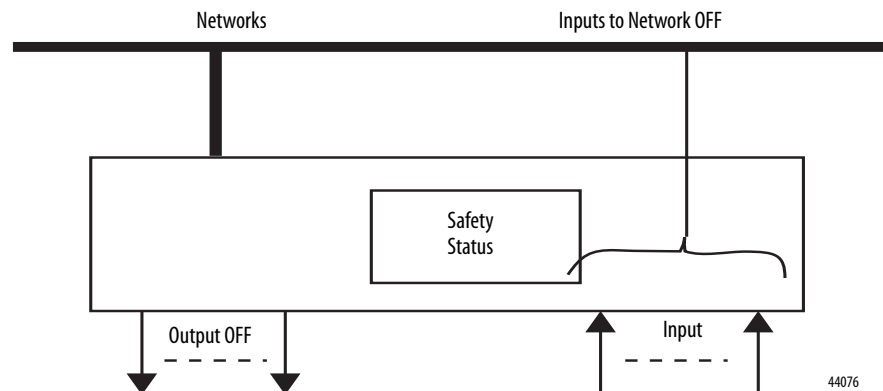 Networks
Inputs to Network OFF
Safety
Status
Output OFF
Input
44076